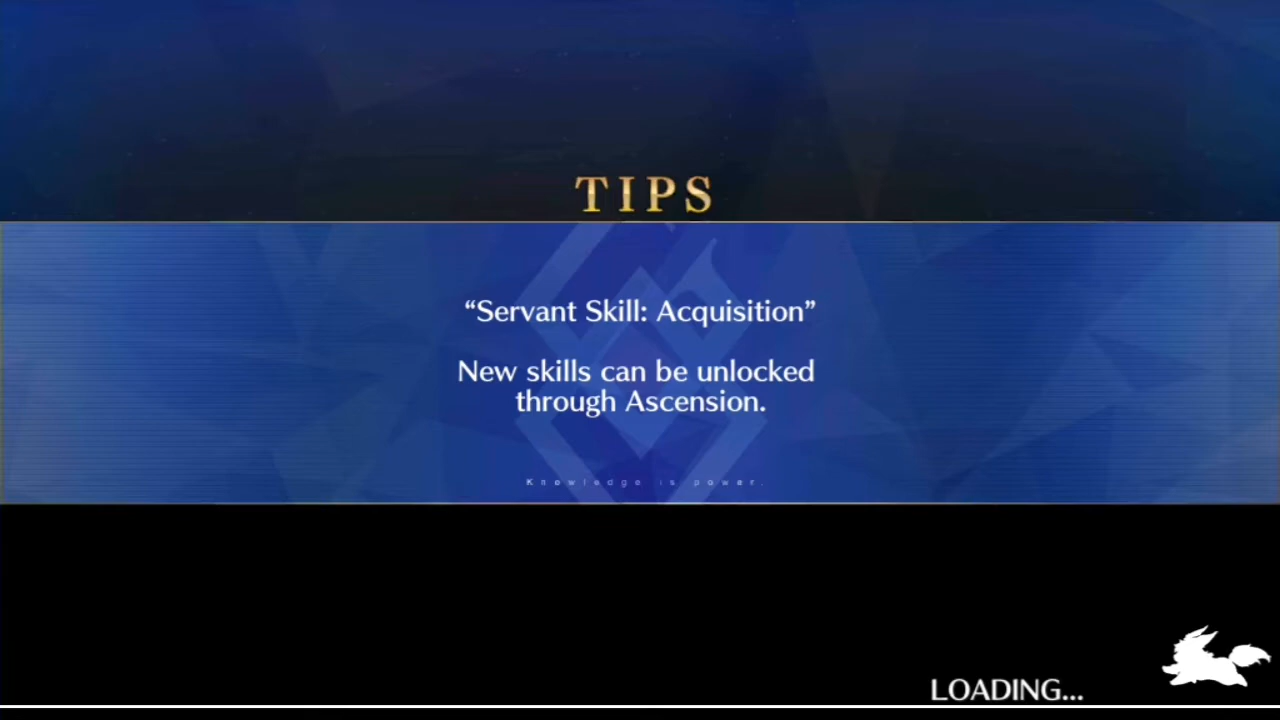 TIPS
“Servant Skill: Acquisition”
New skills can be unlocked
through Ascension.
Knowledge is power.
LOADING...